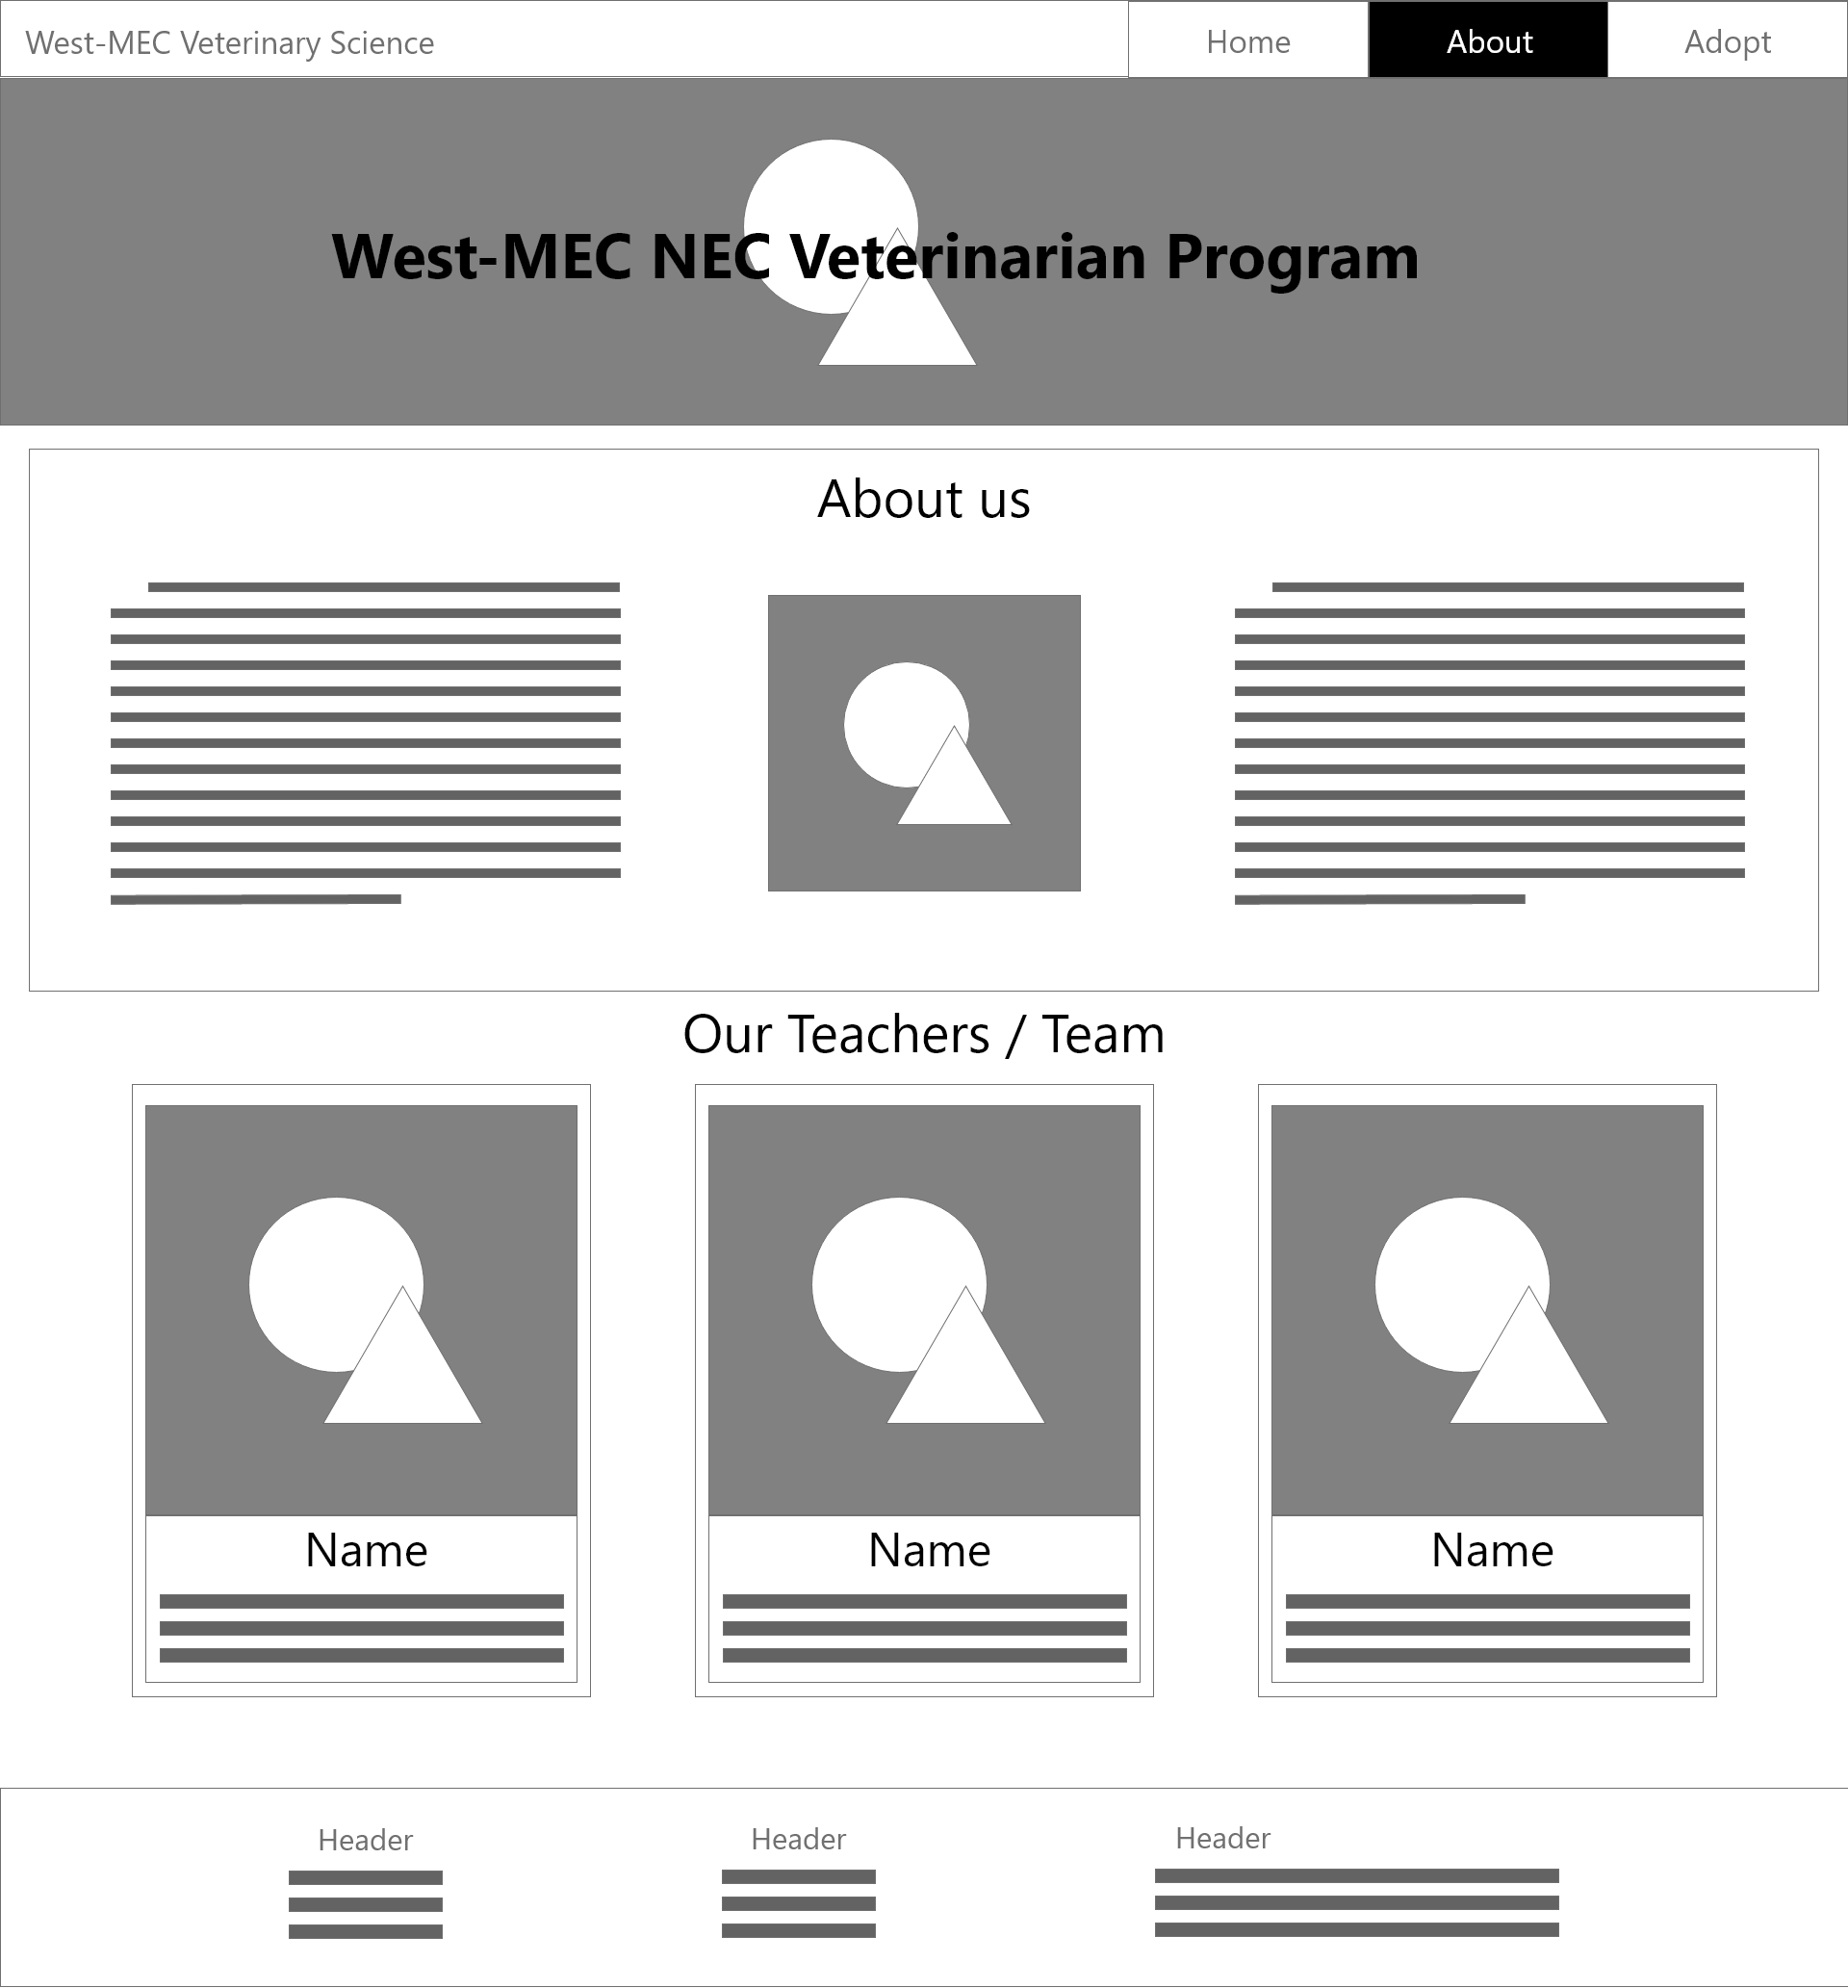 West-MEC Veterinary Science
Home
About
Adopt
West-MEC NEC Veterinarian Program
About us
Our Teachers / Team
Name
Name
Name
Header
Header
Header